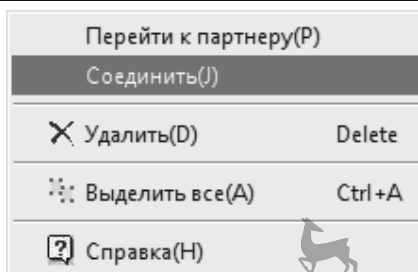 Перейти к партнеру(P)
Соединить(J)
Удалить(D) Delete
Выделить все(A) Ctrl+A
Справка(H)